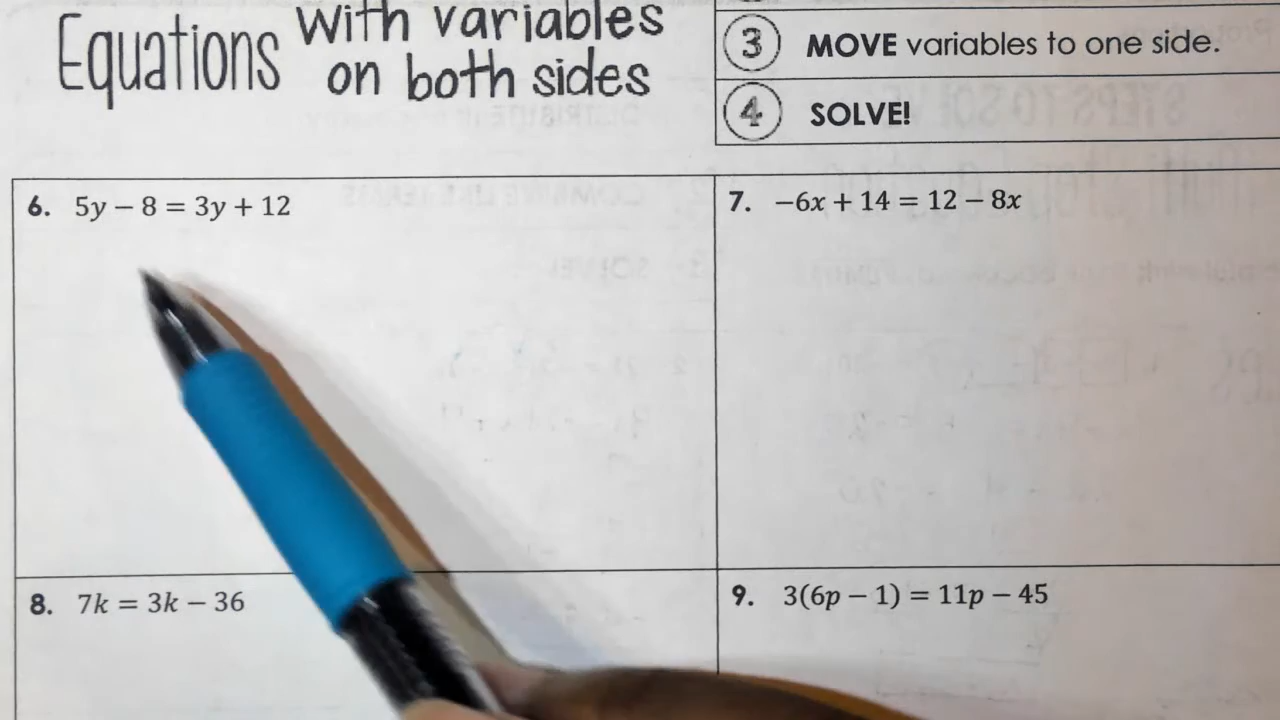 Equations with variables
on both sides
3 MOVE variables to one side.
4 SOLVE!
6. 5y − 8 = 3y + 12
7. −6x + 14 = 12 − 8x
8. 7k = 3k − 36
9. 3(6p − 1) = 11p − 45